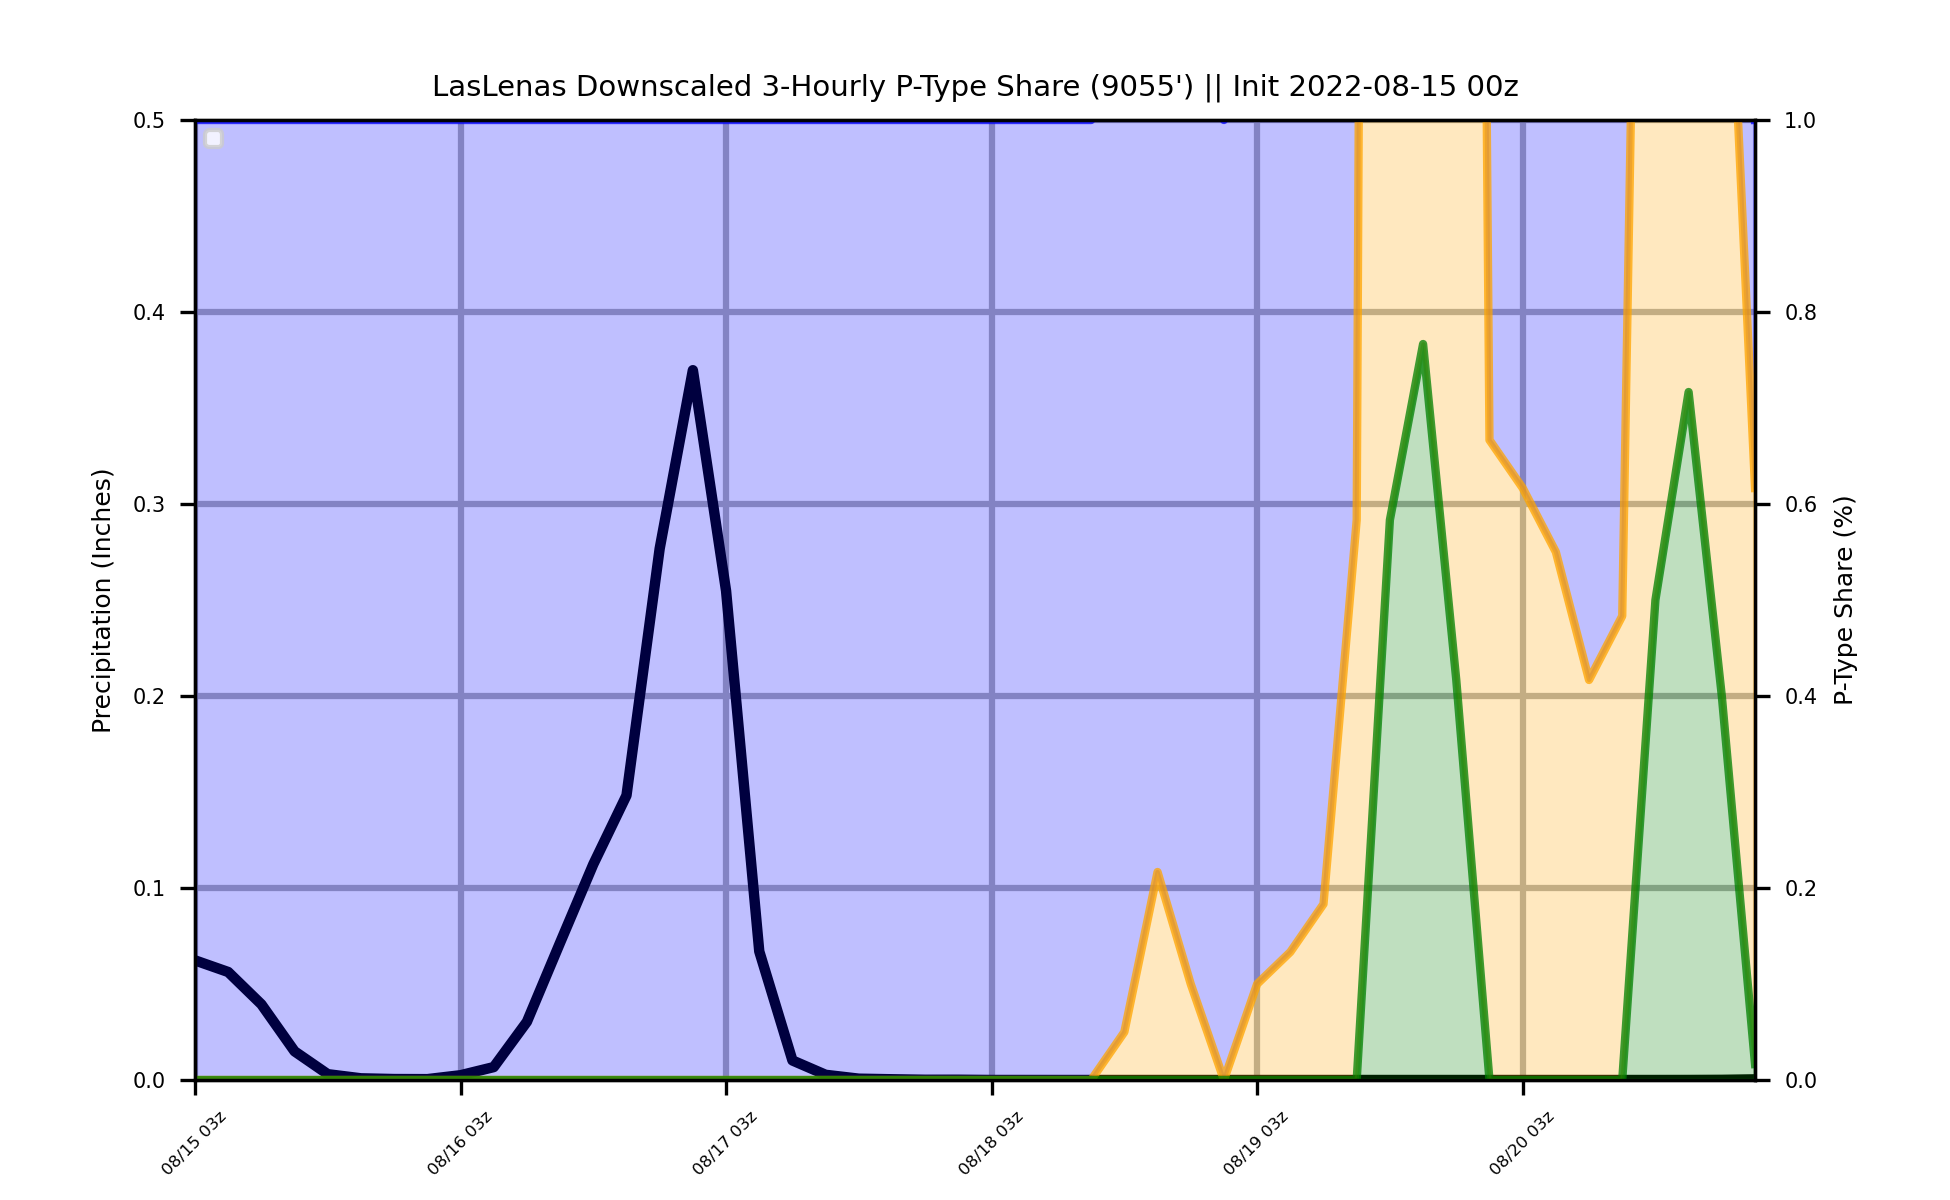 LasLenas Downscaled 3-Hourly P-Type Share (9055') || Init 2022-08-15 00z
0.5
0.4
0.3
0.2
0.1
0.0
Precipitation (Inches)
1.0
0.8
0.6
0.4
0.2
0.0
P-Type Share (%)
08/15 03z
08/16 03z
08/17 03z
08/18 03z
08/19 03z
08/20 03z